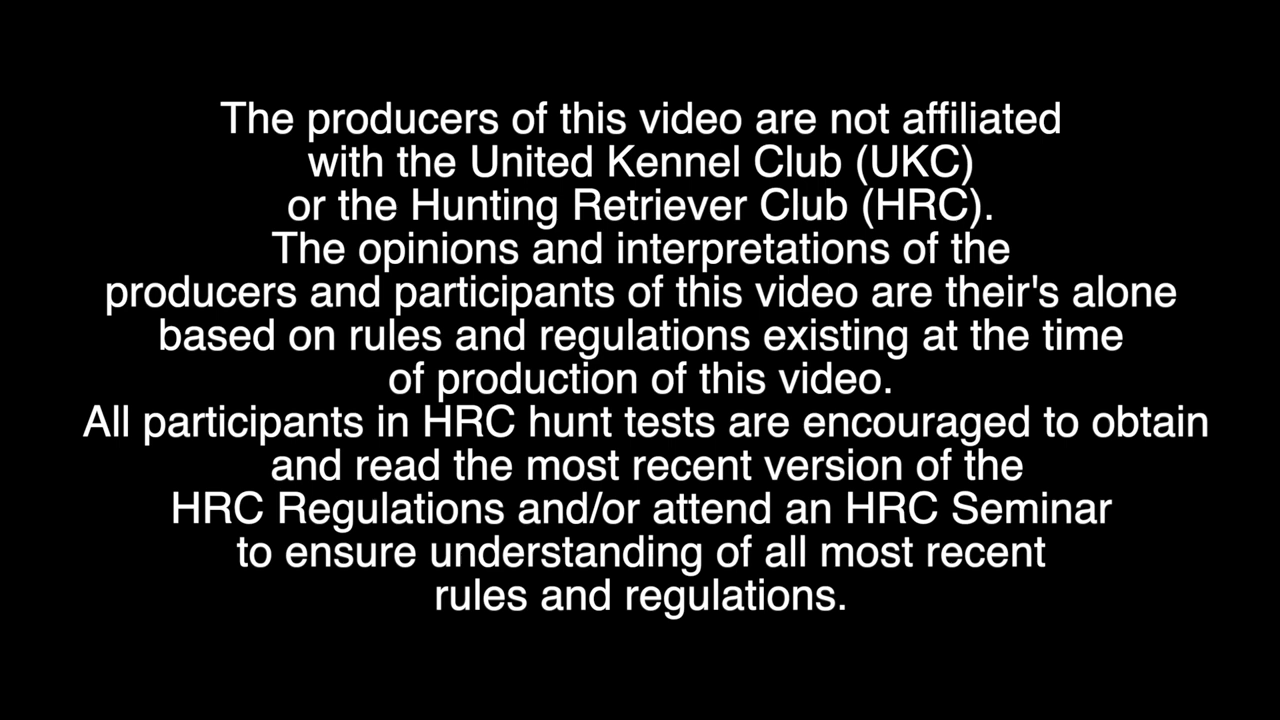 The producers of this video are not affiliated
with the United Kennel Club (UKC)
or the Hunting Retriever Club (HRC).
The opinions and interpretations of the
producers and participants of this video are their's alone
based on rules and regulations existing at the time
of production of this video.
All participants in HRC hunt tests are encouraged to obtain
and read the most recent version of the
HRC Regulations and/or attend an HRC Seminar
to ensure understanding of all most recent
rules and regulations.